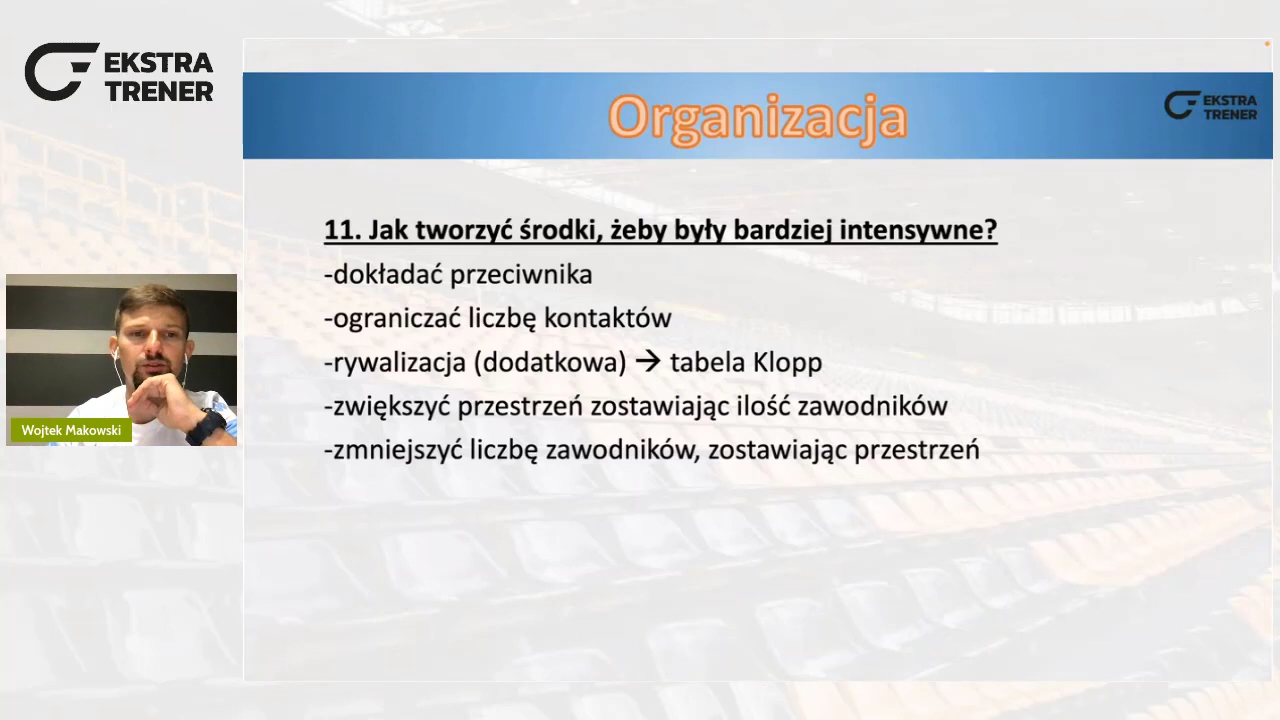 EKSTRA
TRENER
Organizacja
EKSTRA
TRENER
11. Jak tworzyć środki, żeby były bardziej intensywne?
-dokładać przeciwnika
-ograniczać liczbę kontaktów
-rywalizacja (dodatkowa) → tabela Klopp
-zwiększyć przestrzeń zostawiając ilość zawodników
-zmniejszyć liczbę zawodników, zostawiając przestrzeń
Wojtek Makowski